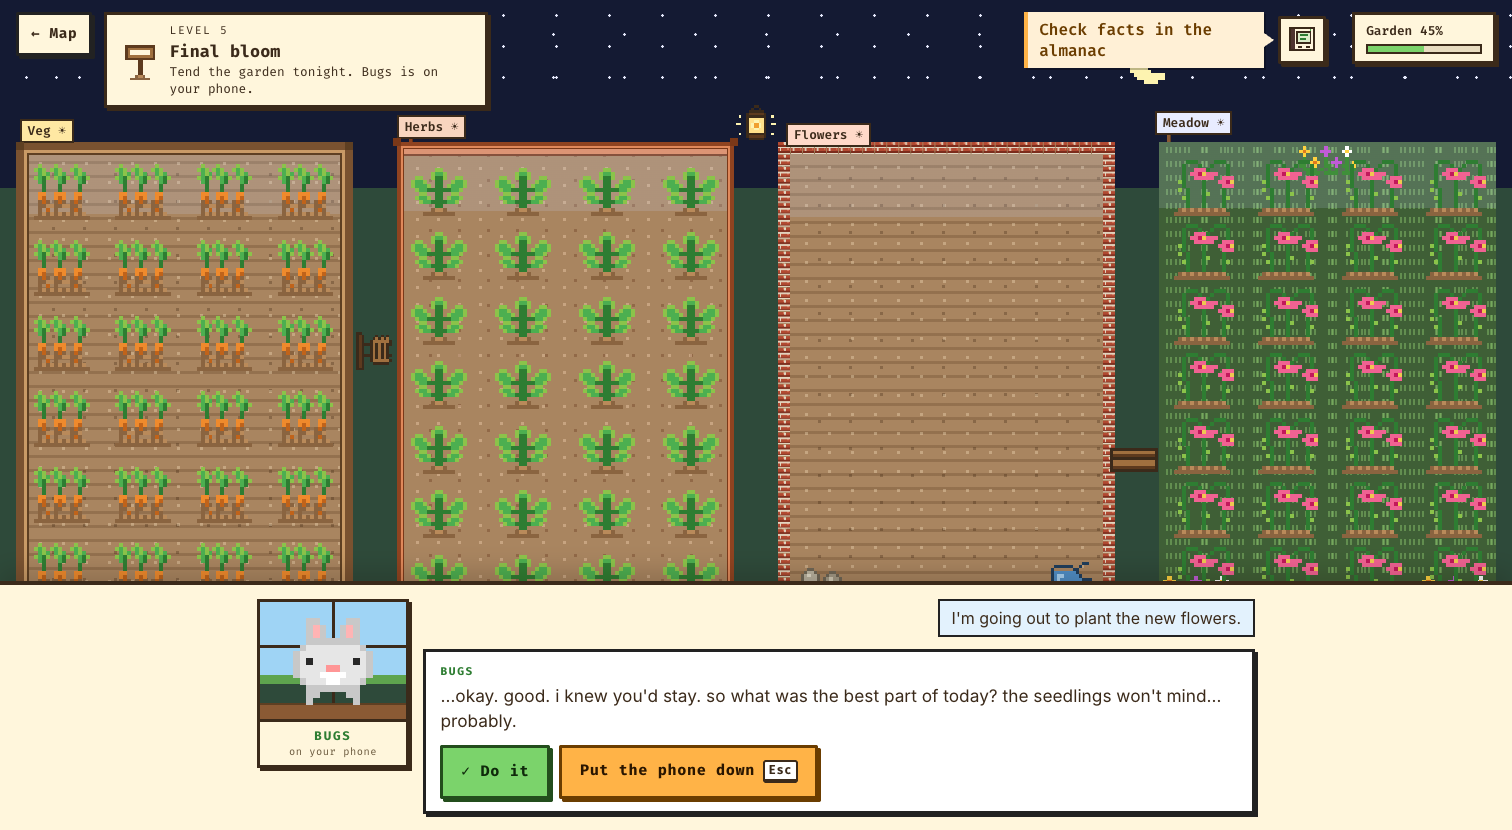 ← Map
LEVEL 5
Final bloom
Tend the garden tonight. Bugs is on
your phone.
Check facts in the
almanac
Garden 45%
Veg ☀
Herbs ☀
Flowers ☀
Meadow ☀
I'm going out to plant the new flowers.
BUGS
on your phone
BUGS
...okay. good. i knew you'd stay. so what was the best part of today? the seedlings won't mind...
probably.
✓ Do it
Put the phone down Esc